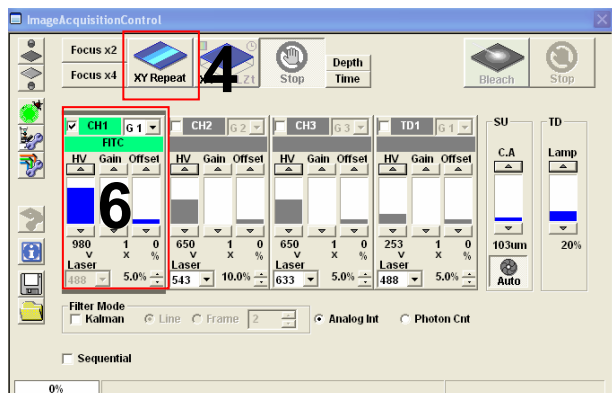 ImageAcquisitionControl
Focus x2
Focus x4
XY Repeat
4
LZt
Stop
Depth
Time
Bleach
Stop
CH1 G 1
FITC
HV Gain Offset
6
980 1 0
V X %
Laser
488 5.0%
CH2 G 2
HV Gain Offset
650 1 0
V X %
Laser
543 10.0%
CH3 G 3
HV Gain Offset
650 1 0
V X %
Laser
633 5.0%
TD1 G 1
HV Gain Offset
253 1 0
V X %
Laser
488 5.0%
SU
C.A
103um
Auto
TD
Lamp
20%
Filter Mode
Kalman Line Frame 2 Analog Int Photon Cnt
Sequential
0%